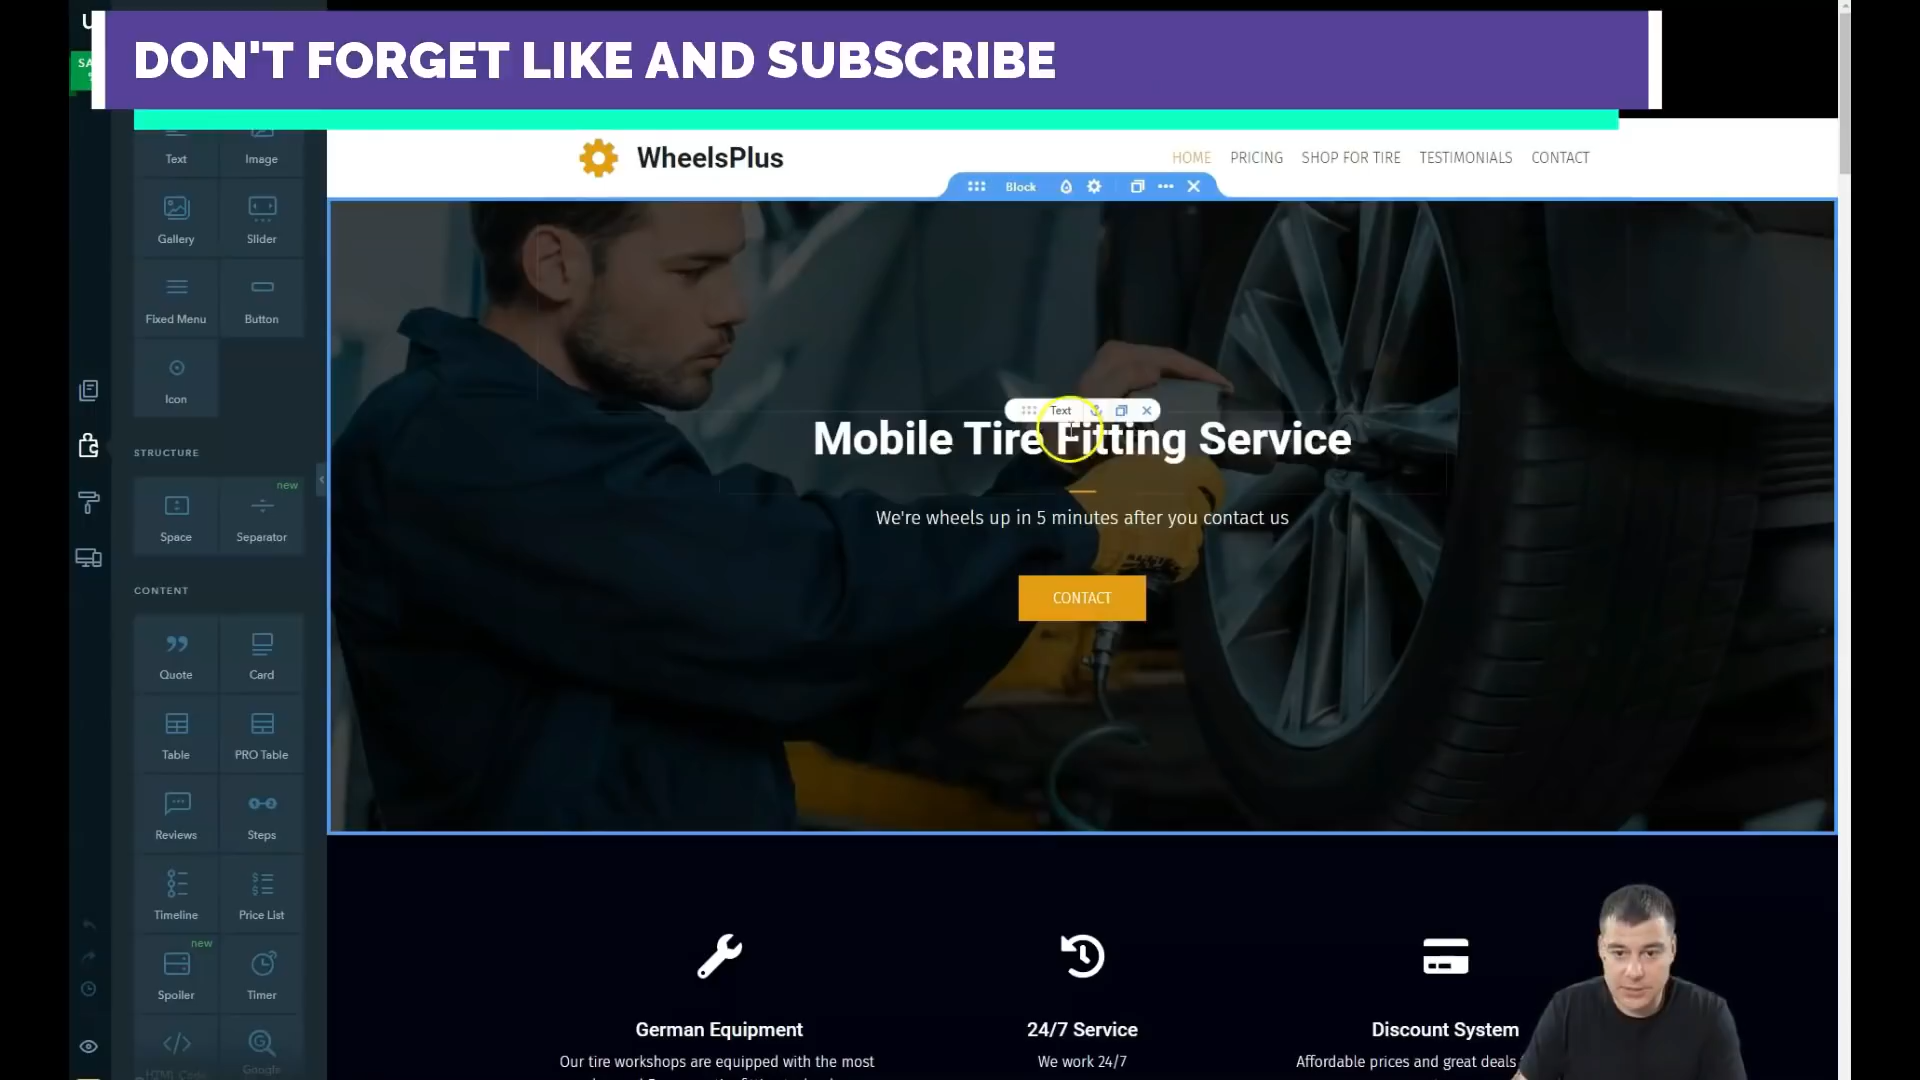 DON'T FORGET LIKE AND SUBSCRIBE
Text
Image
Gallery
Slider
Fixed Menu
Button
Icon
STRUCTURE
new
Space
Separator
CONTENT
Quote
Card
Table
PRO Table
Reviews
Steps
Timeline
Price List
new
Spoiler
Timer
HTML Code
Google
WheelsPlus
HOME PRICING SHOP FOR TIRE TESTIMONIALS CONTACT
Block
Text
Mobile Tire Fitting Service
We're wheels up in 5 minutes after you contact us
CONTACT
German Equipment
Our tire workshops are equipped with the most
24/7 Service
We work 24/7
Discount System
Affordable prices and great deals